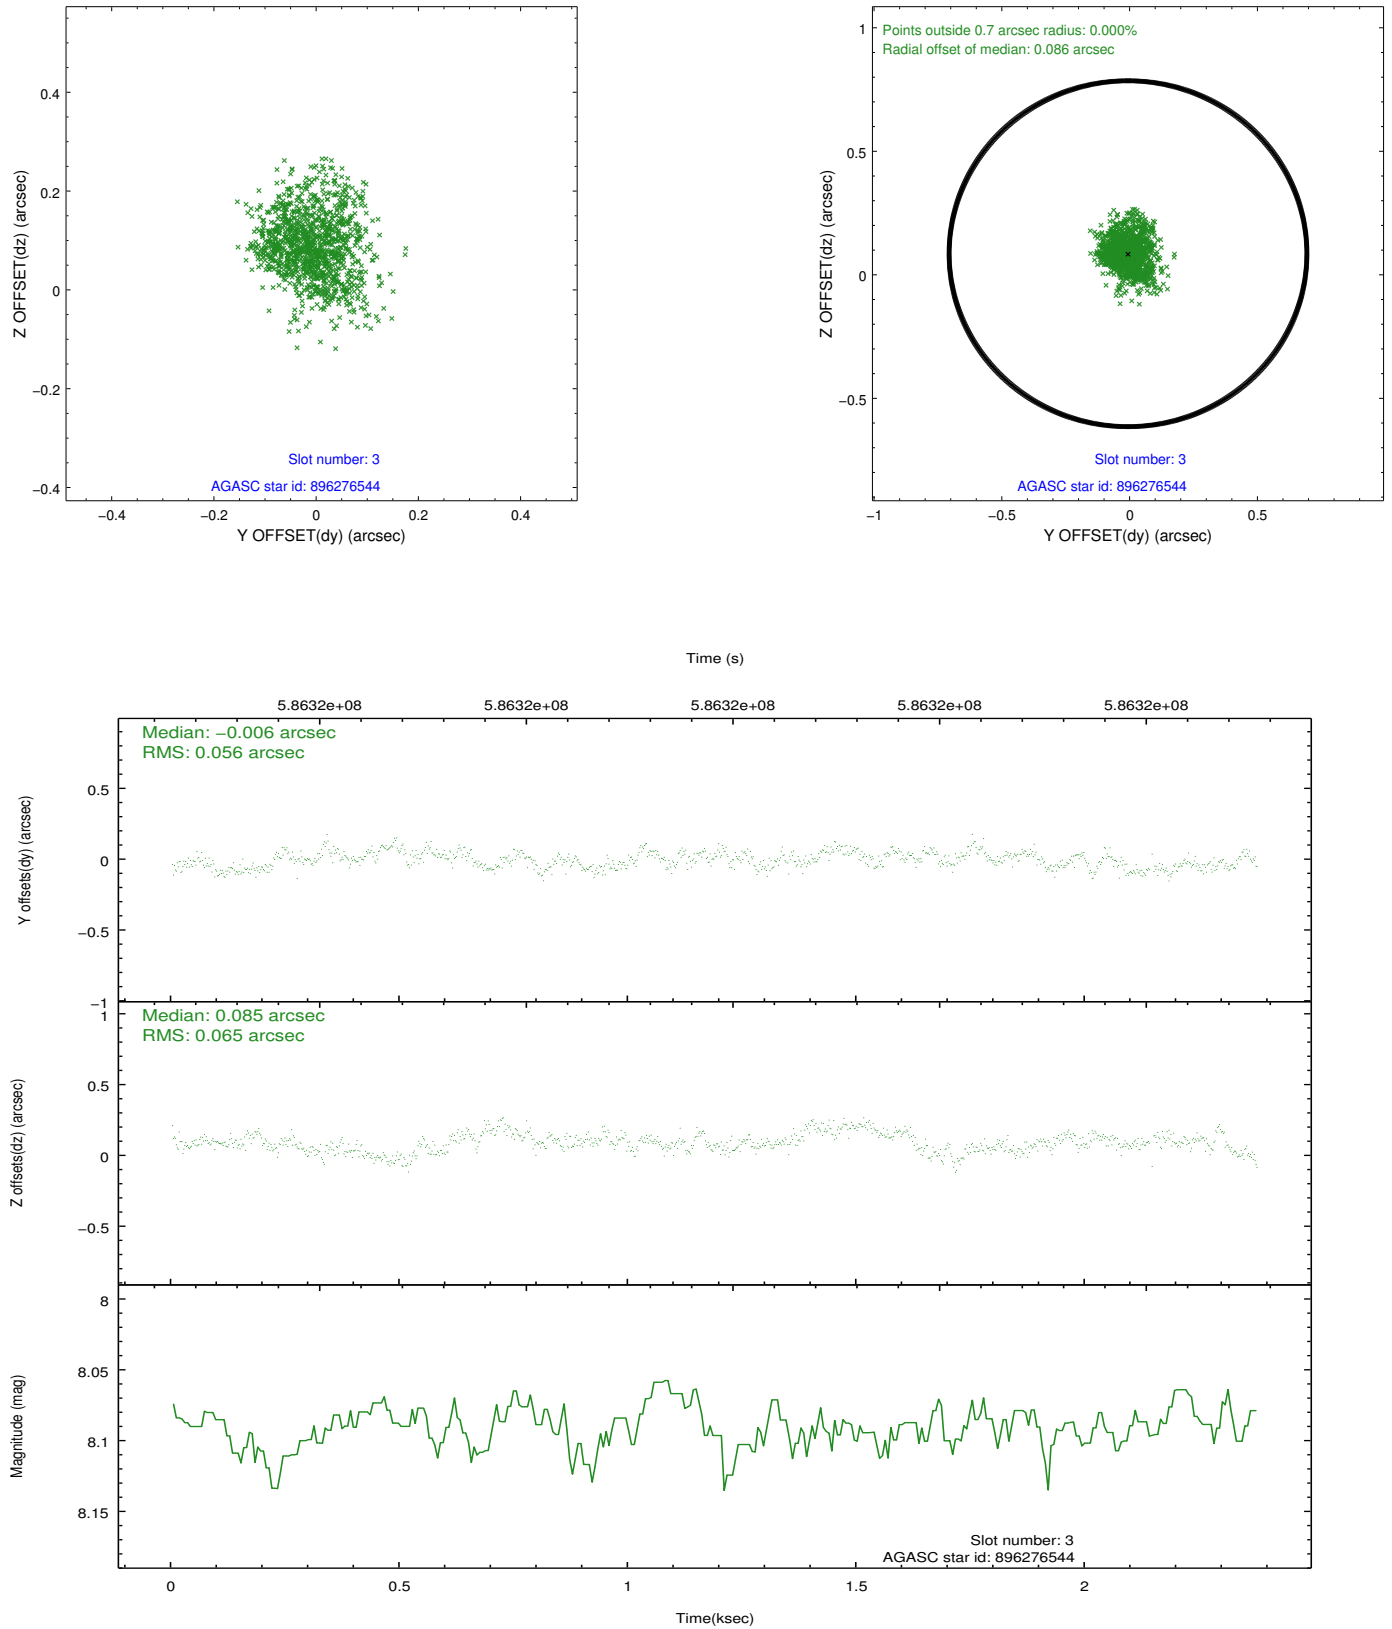 0.4
0.2
0
−0.2
−0.4
Z OFFSET(dz) (arcsec)
Slot number: 3
AGASC star id: 896276544
−0.4
−0.2
0
0.2
0.4
Y OFFSET(dy) (arcsec)
Points outside 0.7 arcsec radius: 0.000%
Radial offset of median: 0.086 arcsec
1
0.5
0
−0.5
Z OFFSET(dz) (arcsec)
Slot number: 3
AGASC star id: 896276544
−1
−0.5
0
0.5
Y OFFSET(dy) (arcsec)
Time (s)
5.8632e+08
5.8632e+08
5.8632e+08
5.8632e+08
5.8632e+08
Median: −0.006 arcsec
RMS: 0.056 arcsec
0.5
0
−0.5
−1
Y offsets(dy) (arcsec)
Median: 0.085 arcsec
RMS: 0.065 arcsec
1
0.5
0
−0.5
Z offsets(dz) (arcsec)
8
8.05
8.1
8.15
Magnitude (mag)
Slot number: 3
AGASC star id: 896276544
0
0.5
1
1.5
2
Time(ksec)